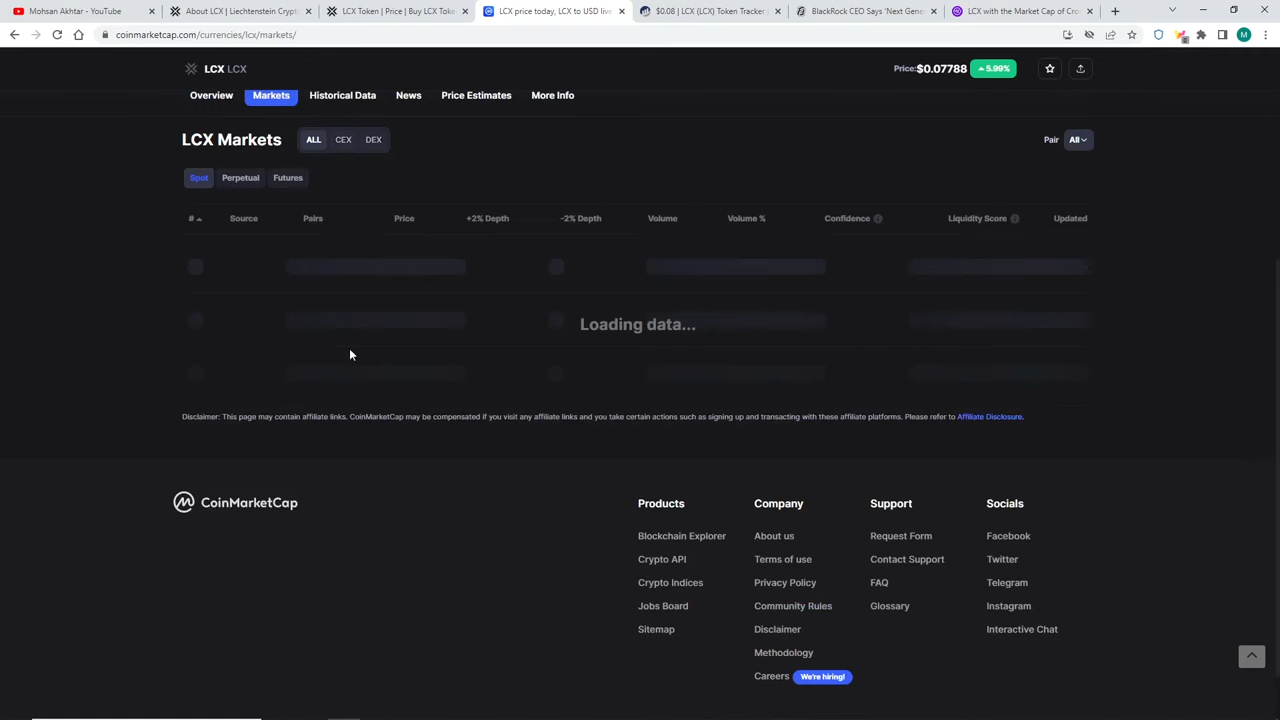 Mohsan Akhtar - YouTube
About LCX | Liechtenstein Crypt
LCX Token | Price | Buy LCX Toke
LCX price today, LCX to USD live
$0.08 | LCX (LCX) Token Tracker |
BlackRock CEO Says 'Next Gene
LCX with the Market Cap of Cro
coinmarketcap.com/currencies/lcx/markets/
M
LCX LCX
Price: $0.07788 5.99%
Overview Markets Historical Data News Price Estimates More Info
LCX Markets ALL CEX DEX
Pair All
Spot Perpetual Futures
# Source Pairs Price +2% Depth -2% Depth Volume Volume % Confidence Liquidity Score Updated
Loading data...
Disclaimer: This page may contain affiliate links. CoinMarketCap may be compensated if you visit any affiliate links and you take certain actions such as signing up and transacting with these affiliate platforms. Please refer to Affiliate Disclosure.
CoinMarketCap
Products Company Support Socials
Blockchain Explorer About us Request Form Facebook
Crypto API Terms of use Contact Support Twitter
Crypto Indices Privacy Policy FAQ Telegram
Jobs Board Community Rules Glossary Instagram
Sitemap Disclaimer Interactive Chat
Methodology
Careers We're hiring!